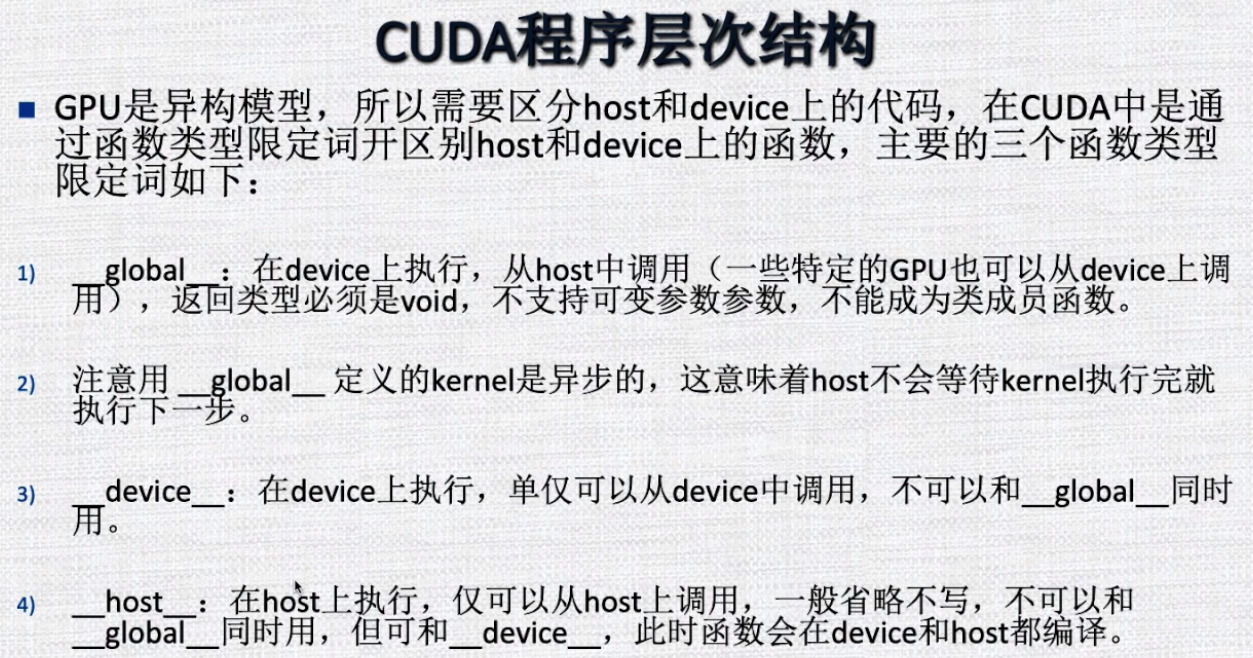 CUDA程序层次结构
■ GPU是异构模型，所以需要区分host和device上的代码，在CUDA中是通
过函数类型限定词开区别host和device上的函数，主要的三个函数类型
限定词如下：
1) __global__：在device上执行，从host中调用（一些特定的GPU也可以从device上调
用），返回类型必须是void，不支持可变参数参数，不能成为类成员函数。
2) 注意用__global__定义的kernel是异步的，这意味着host不会等待kernel执行完就
执行下一步。
3) __device__：在device上执行，单仅可以从device中调用，不可以和__global__同时
用。
4) __host__：在host上执行，仅可以从host上调用，一般省略不写，不可以和
__global__同时用，但可和__device__，此时函数会在device和host都编译。